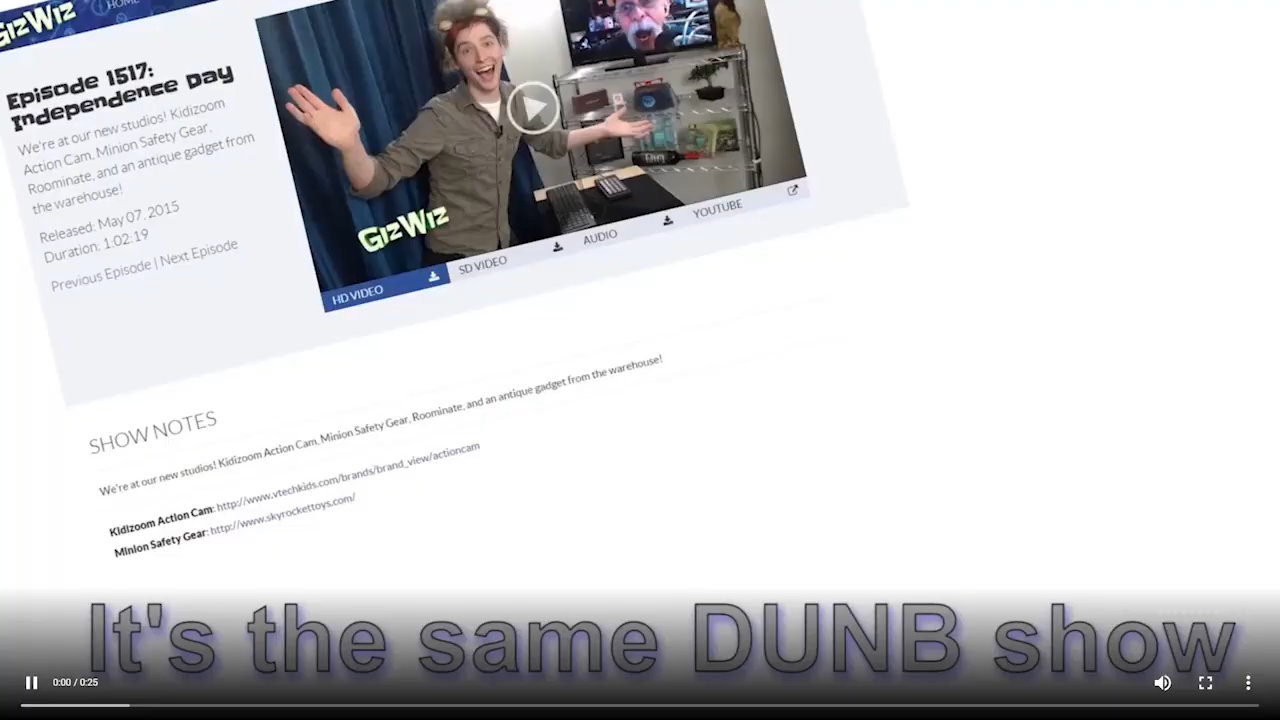 GizWiz
HOME
Episode 1517:
Independence Day
We're at our new studios! Kidizoom
Action Cam, Minion Safety Gear,
Roominate, and an antique gadget from
the warehouse!
Released: May 07, 2015
Duration: 1:02:19
Previous Episode | Next Episode
GizWiz
HD VIDEO
SD VIDEO
AUDIO
YOUTUBE
SHOW NOTES
We're at our new studios! Kidizoom Action Cam, Minion Safety Gear, Roominate, and an antique gadget from the warehouse!
Kidizoom Action Cam: http://www.vtechkids.com/brands/brand_view/actioncam
Minion Safety Gear: http://www.skyrockettoys.com/
It's the same DUNB show
0:00 / 0:25